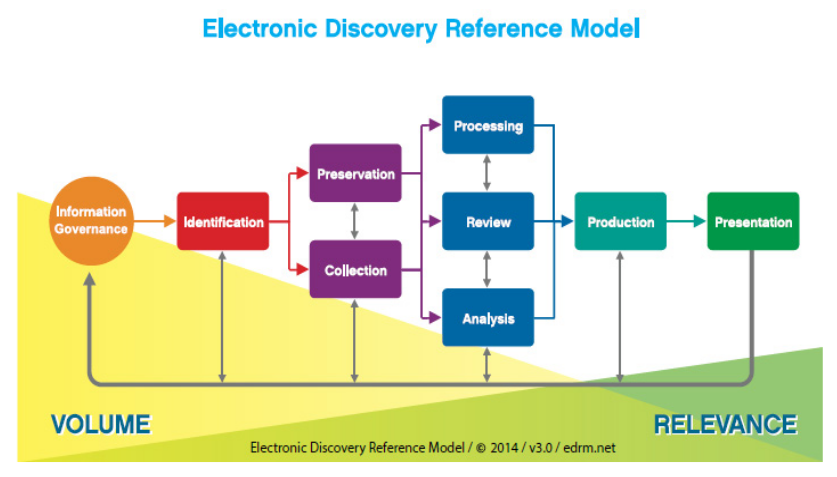 Electronic Discovery Reference Model
Processing
Preservation
Information
Governance
Identification
Review
Production
Presentation
Collection
Analysis
VOLUME
RELEVANCE
Electronic Discovery Reference Model / © 2014 / v3.0 / edrm.net